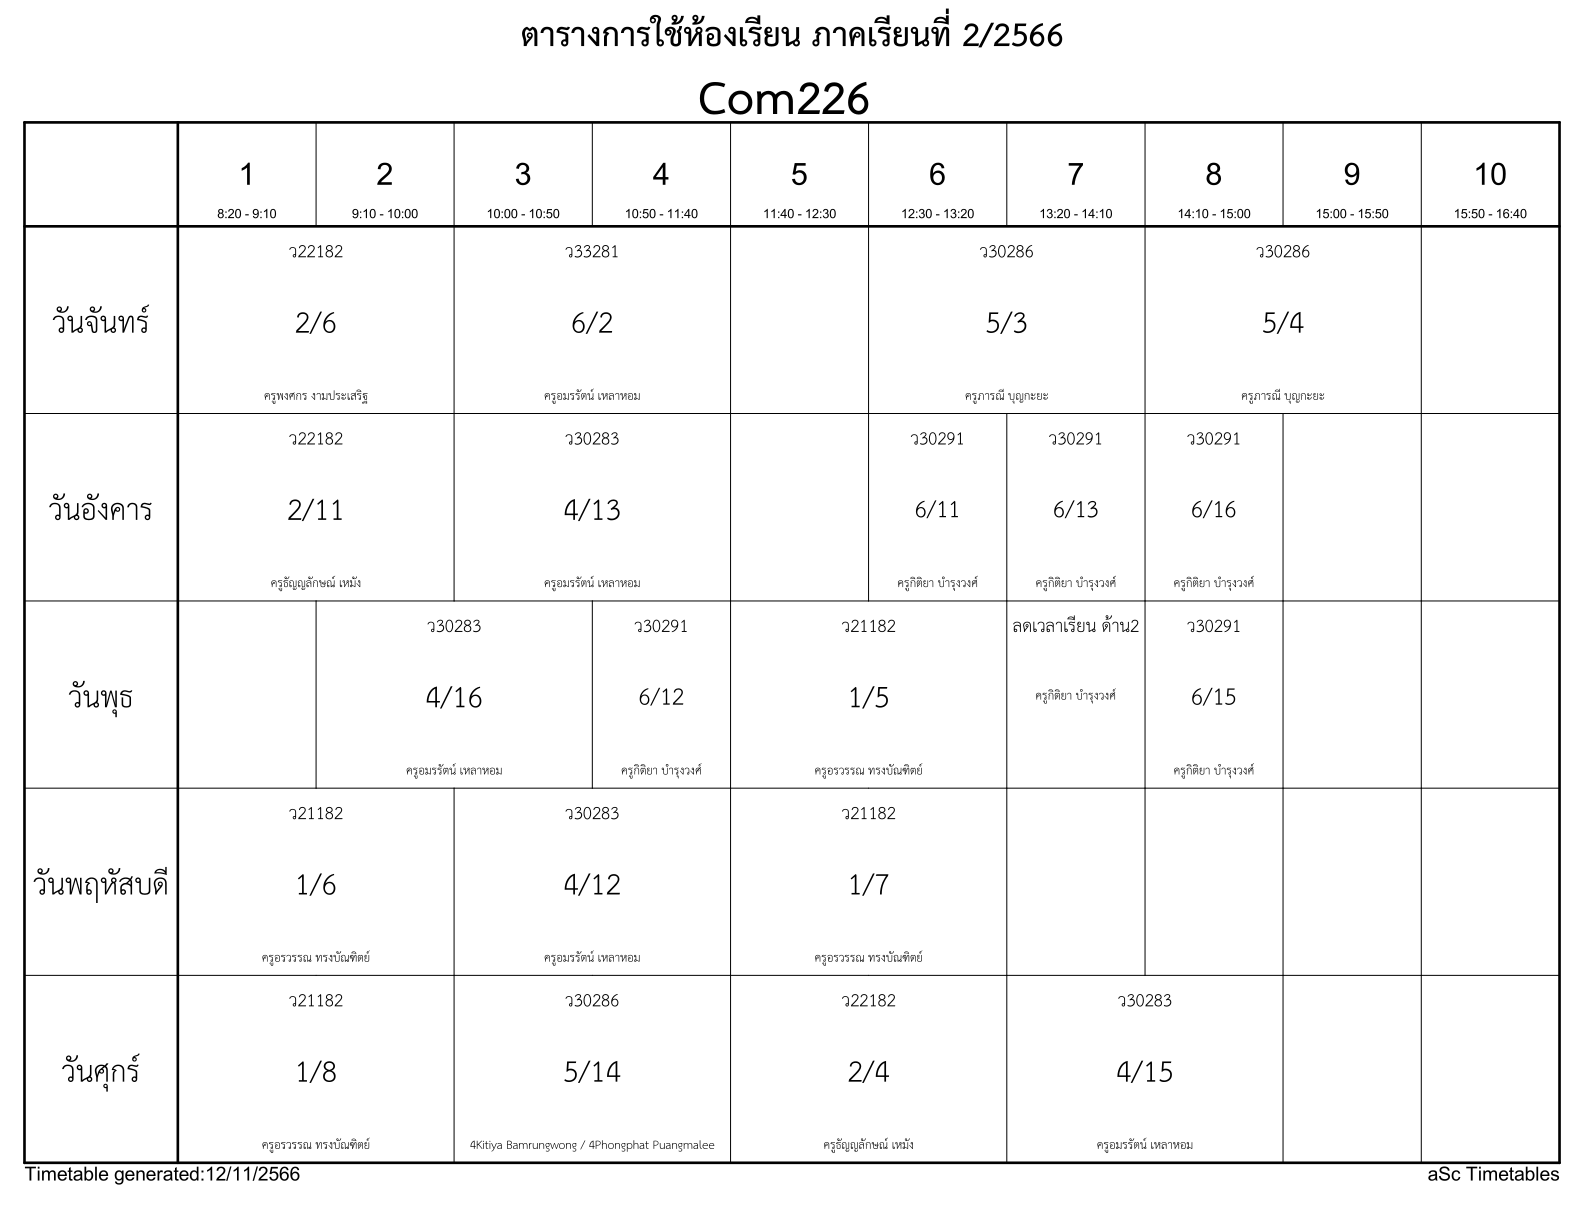 ตารางการใช้ห้องเรียน ภาคเรียนที่ 2/2566
Com226
1 2 3 4 5 6 7 8 9 10
8:20 - 9:10 9:10 - 10:00 10:00 - 10:50 10:50 - 11:40 11:40 - 12:30 12:30 - 13:20 13:20 - 14:10 14:10 - 15:00 15:00 - 15:50 15:50 - 16:40
ว22182 ว33281 ว30286 ว30286
วันจันทร์ 2/6 6/2 5/3 5/4
ครูพงศกร งามประเสริฐ ครูอมรรัตน์ เหลาหอม ครูภารณี บุญกะยะ ครูภารณี บุญกะยะ
ว22182 ว30283 ว30291 ว30291 ว30291
วันอังคาร 2/11 4/13 6/11 6/13 6/16
ครูธัญญลักษณ์ เหมัง ครูอมรรัตน์ เหลาหอม ครูกิติยา บำรุงวงศ์ ครูกิติยา บำรุงวงศ์ ครูกิติยา บำรุงวงศ์
ว30283 ว30291 ว21182 ลดเวลาเรียน ด้าน2 ว30291
วันพุธ 4/16 6/12 1/5 ครูกิติยา บำรุงวงศ์ 6/15
ครูอมรรัตน์ เหลาหอม ครูกิติยา บำรุงวงศ์ ครูอรวรรณ ทรงบัณฑิตย์ ครูกิติยา บำรุงวงศ์
ว21182 ว30283 ว21182
วันพฤหัสบดี 1/6 4/12 1/7
ครูอรวรรณ ทรงบัณฑิตย์ ครูอมรรัตน์ เหลาหอม ครูอรวรรณ ทรงบัณฑิตย์
ว21182 ว30286 ว22182 ว30283
วันศุกร์ 1/8 5/14 2/4 4/15
ครูอรวรรณ ทรงบัณฑิตย์ 4Kitiya Bamrungwong / 4Phongphat Puangmalee ครูธัญญลักษณ์ เหมัง ครูอมรรัตน์ เหลาหอม
Timetable generated:12/11/2566 aSc Timetables